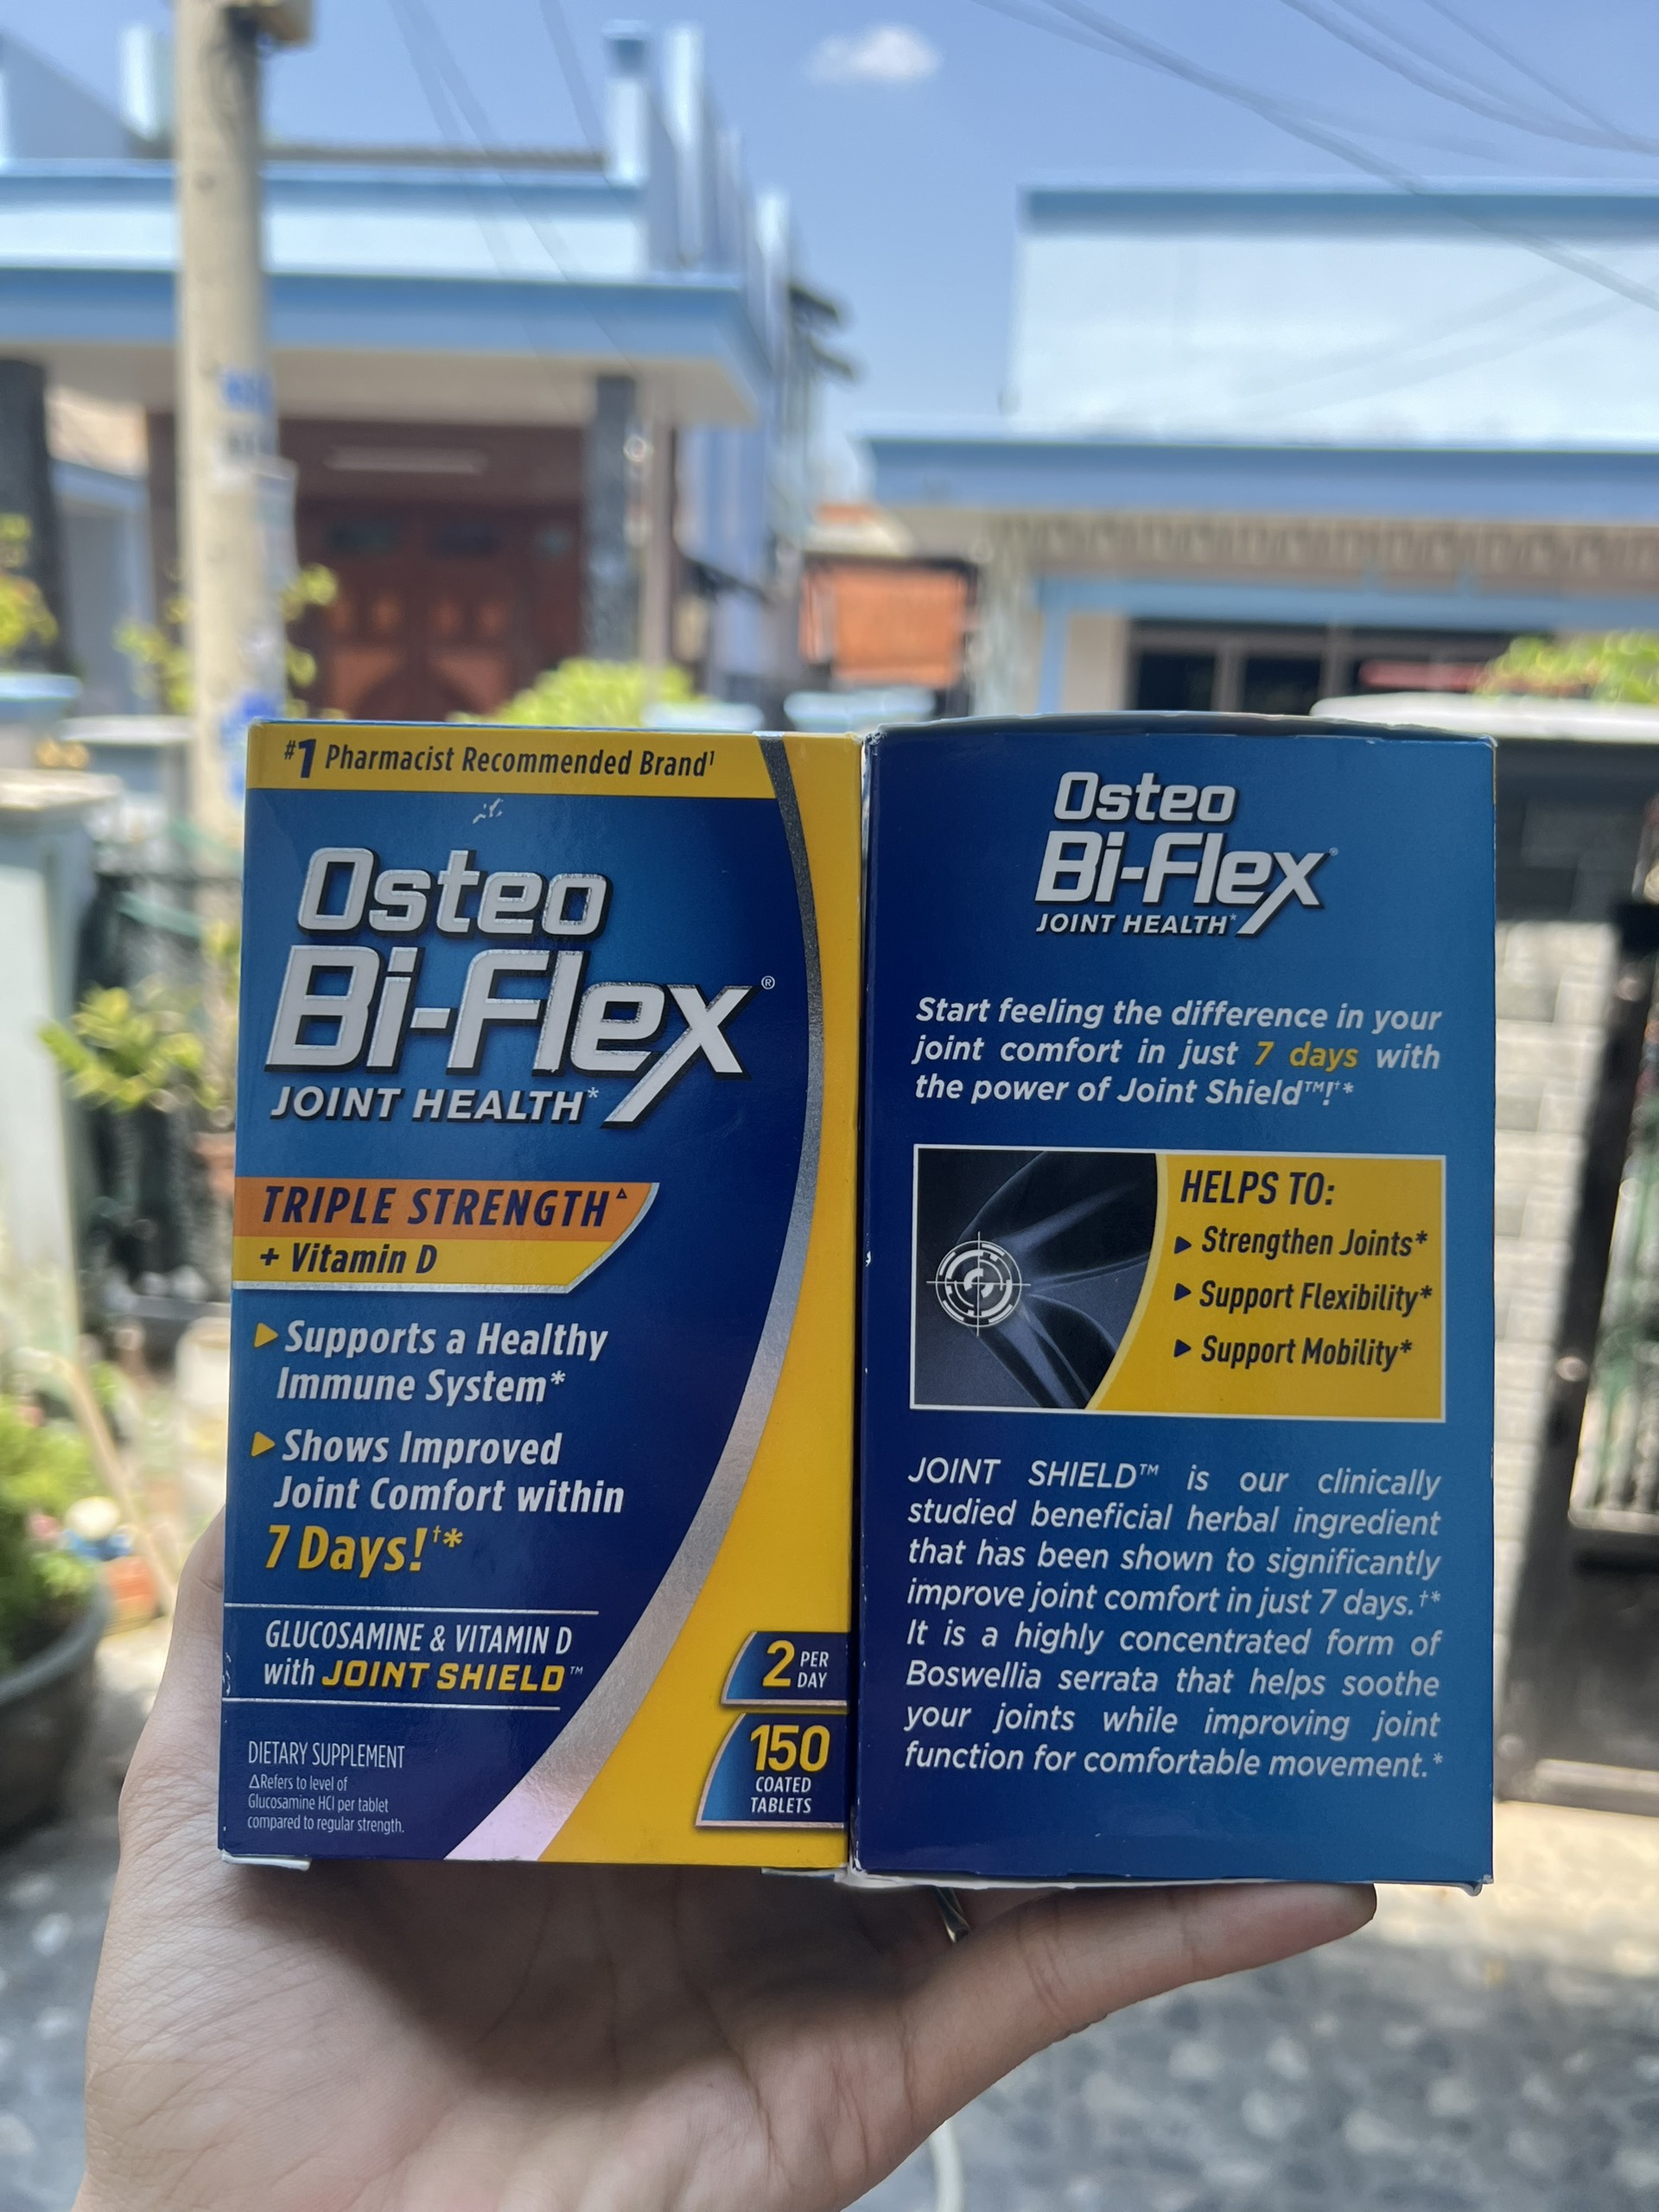 #1 Pharmacist Recommended Brand¹
Osteo
Bi-Flex®
JOINT HEALTH*
TRIPLE STRENGTH△
+ Vitamin D
Supports a Healthy
Immune System*
Shows Improved
Joint Comfort within
7 Days!†*
GLUCOSAMINE & VITAMIN D
with JOINT SHIELD™
DIETARY SUPPLEMENT
△Refers to level of
Glucosamine HCl per tablet
compared to regular strength.
2 PER
DAY
150
COATED
TABLETS
Osteo
Bi-Flex®
JOINT HEALTH*
Start feeling the difference in your
joint comfort in just 7 days with
the power of Joint Shield™!†*
HELPS TO:
Strengthen Joints*
Support Flexibility*
Support Mobility*
JOINT SHIELD™ is our clinically
studied beneficial herbal ingredient
that has been shown to significantly
improve joint comfort in just 7 days.†*
It is a highly concentrated form of
Boswellia serrata that helps soothe
your joints while improving joint
function for comfortable movement.*